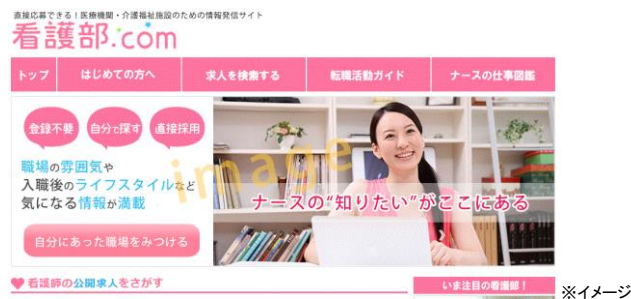 直接応募できる！医療機関・介護福祉施設のための情報発信サイト
看護部.com
トップ
はじめての方へ
求人を検索する
転職活動ガイド
ナースの仕事図鑑
登録不要
自分で探す
直接採用
職場の雰囲気や
入職後のライフスタイルなど
気になる情報が満載
image
ナースの“知りたい”がここにある
自分にあった職場をみつける
看護師の公開求人をさがす
いま注目の看護部！
※イメージ